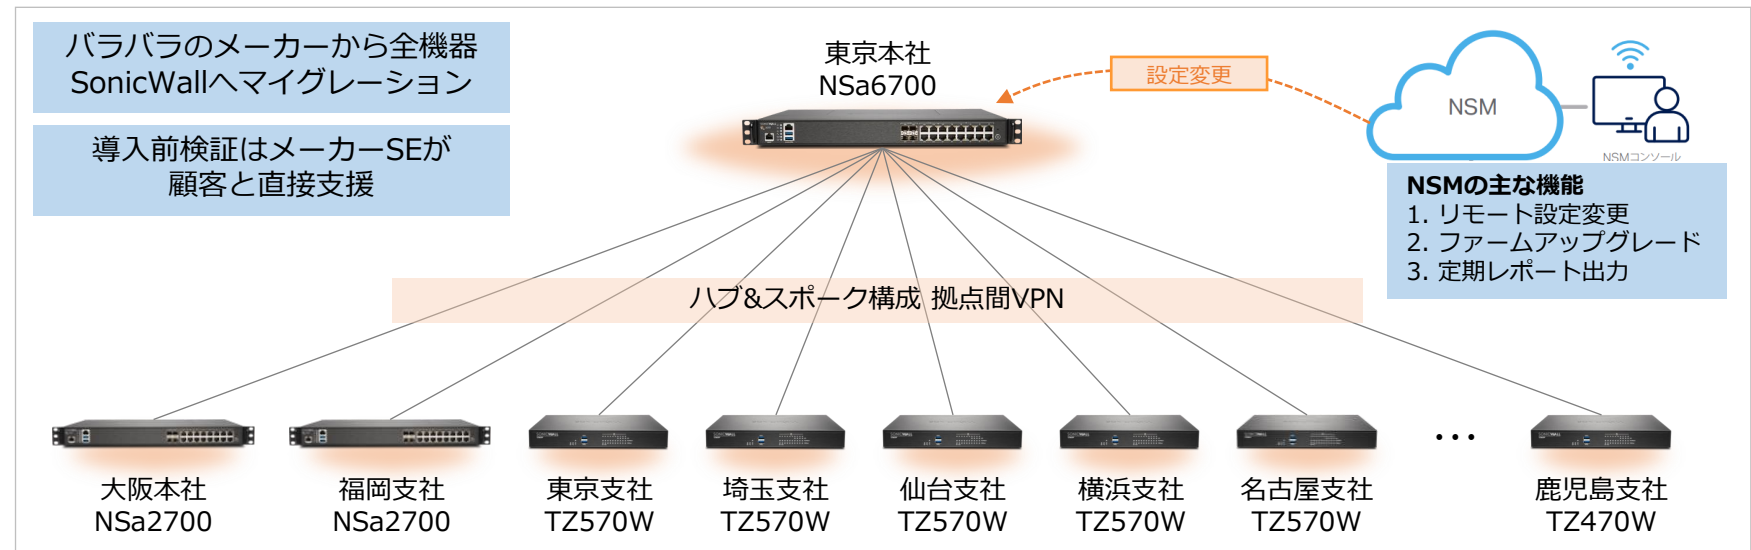 バラバラのメーカーから全機器
SonicWallへマイグレーション
導入前検証はメーカーSEが
顧客と直接支援
東京本社
NSa6700
設定変更
NSM
NSMコンソール
NSMの主な機能
1. リモート設定変更
2. ファームアップグレード
3. 定期レポート出力
ハブ&スポーク構成 拠点間VPN
...
大阪本社
NSa2700
福岡支社
NSa2700
東京支社
TZ570W
埼玉支社
TZ570W
仙台支社
TZ570W
横浜支社
TZ570W
名古屋支社
TZ570W
鹿児島支社
TZ470W